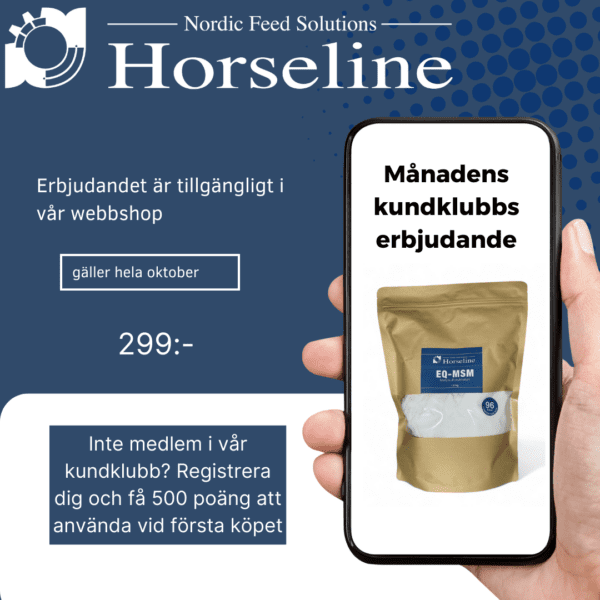 Nordic Feed Solutions
Horseline
Erbjudandet är tillgängligt i
vår webbshop
gäller hela oktober
299:-
Inte medlem i vår
kundklubb? Registrera
dig och få 500 poäng att
använda vid första köpet
Månadens
kundklubbs
erbjudande
Horseline
EQ-MSM
96